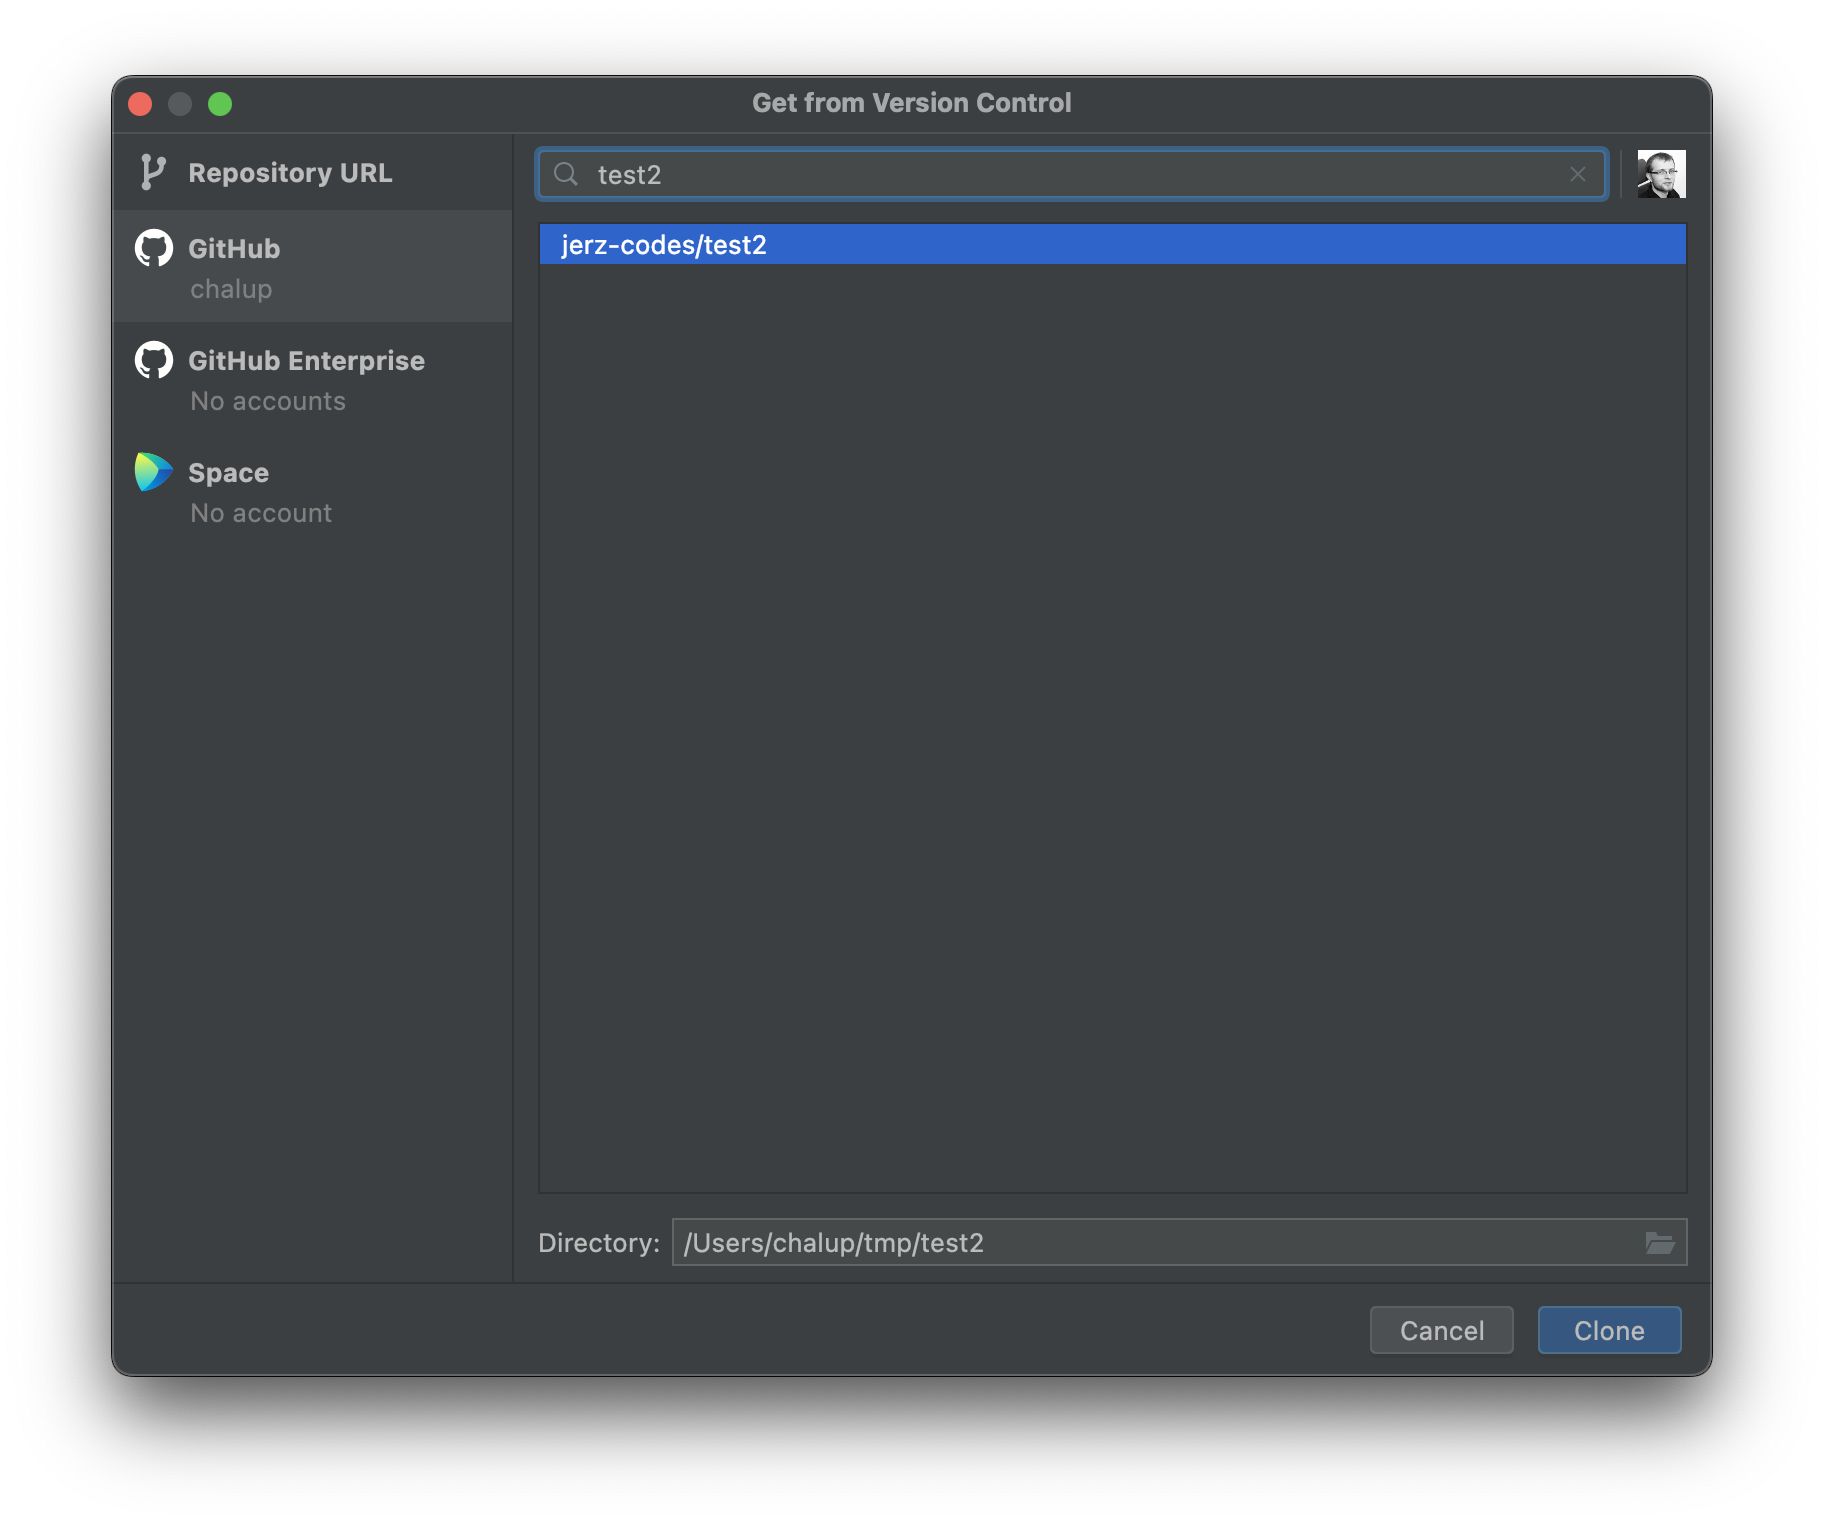 Get from Version Control
Repository URL
GitHub
chalup
GitHub Enterprise
No accounts
Space
No account
test2
jerz-codes/test2
Directory: /Users/chalup/tmp/test2
Cancel
Clone